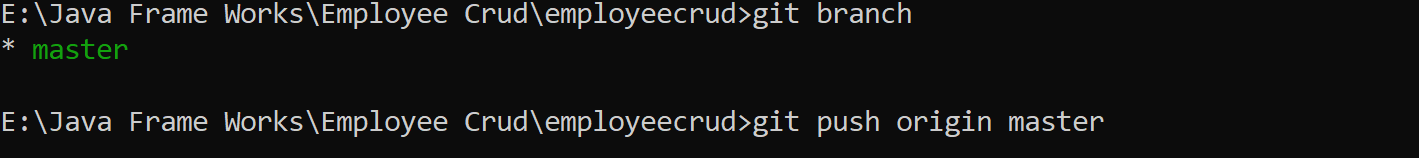 E:\Java Frame Works\Employee Crud\employeecrud>git branch
* master
E:\Java Frame Works\Employee Crud\employeecrud>git push origin master